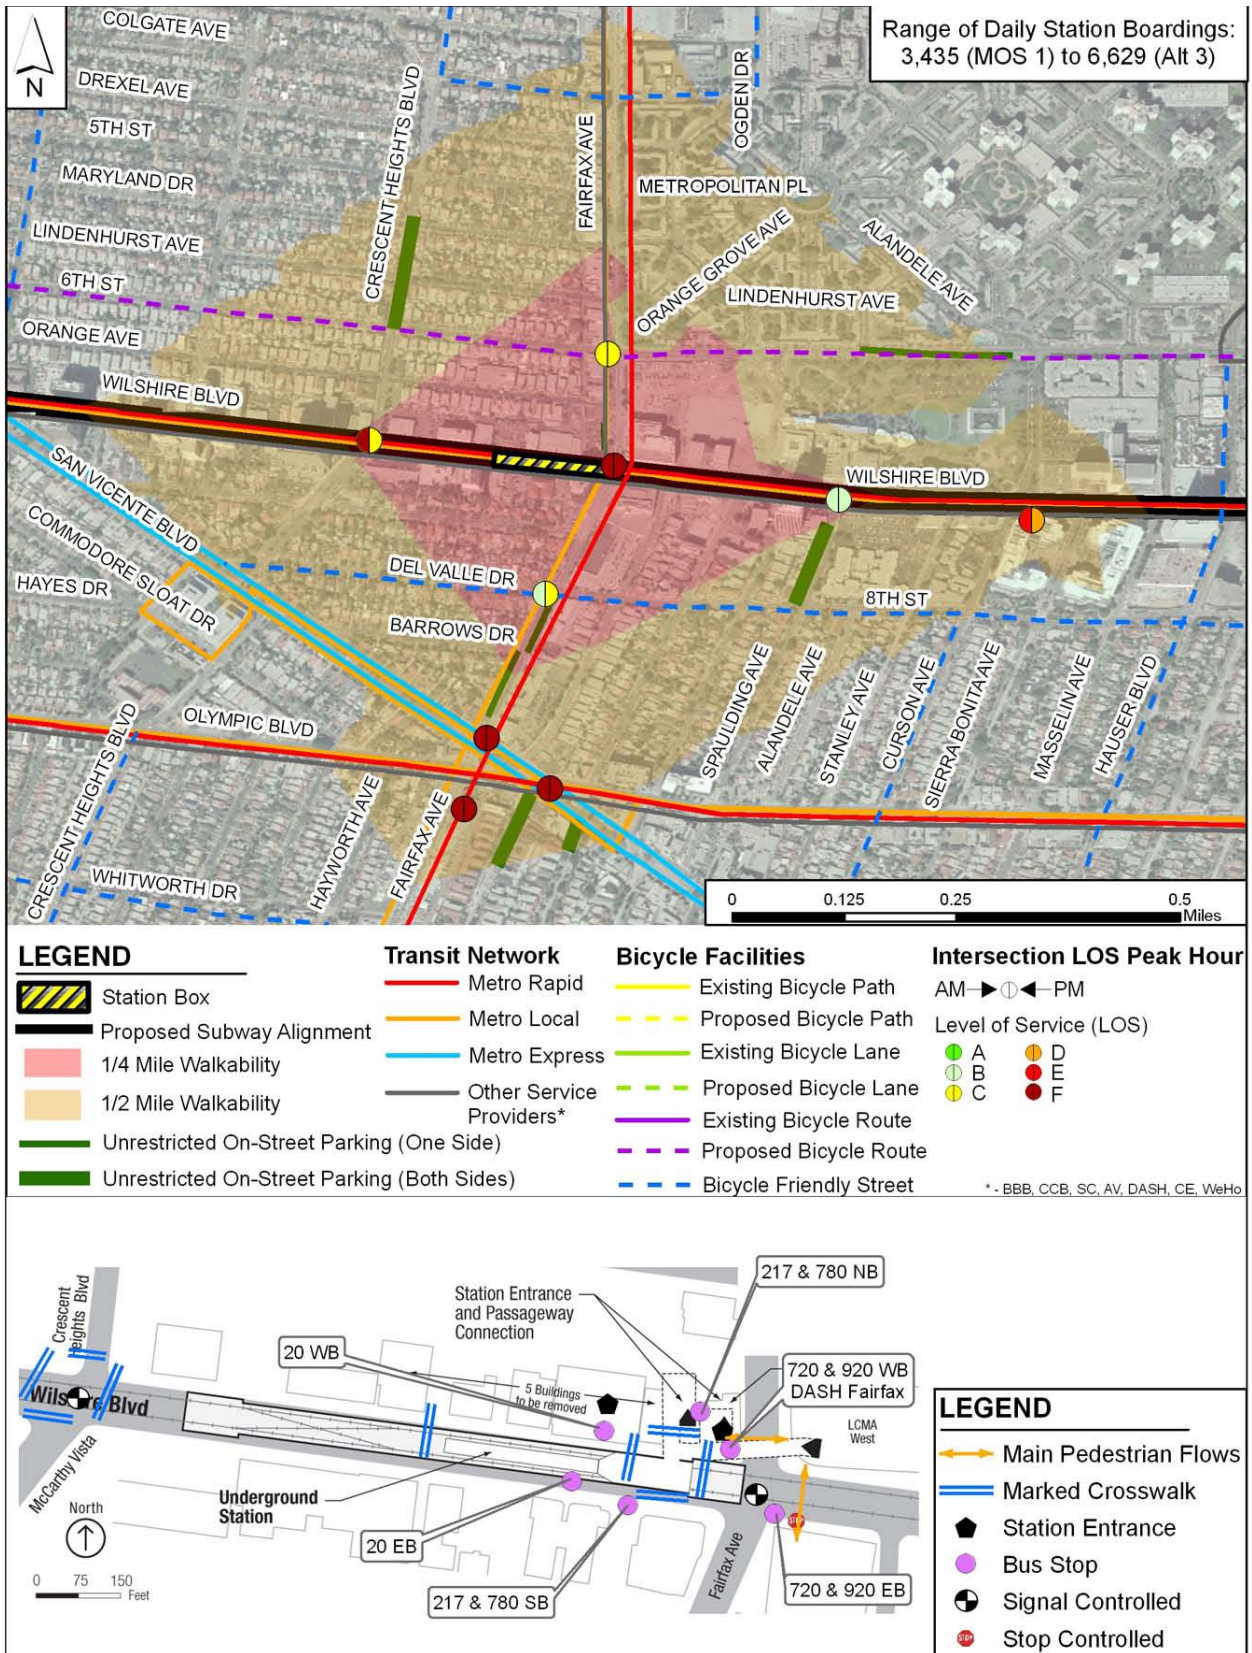 Range of Daily Station Boardings:
3,435 (MOS 1) to 6,629 (Alt 3)
N
COLGATE AVE
DREXEL AVE
5TH ST
MARYLAND DR
LINDENHURST AVE
6TH ST
ORANGE AVE
WILSHIRE BLVD
CRESCENT HEIGHTS BLVD
FAIRFAX AVE
OGDEN DR
METROPOLITAN PL
ORANGE GROVE AVE
ALANDELE AVE
LINDENHURST AVE
WILSHIRE BLVD
SAN VICENTE BLVD
COMMODORE SLOAT DR
HAYES DR
DEL VALLE DR
BARROWS DR
8TH ST
OLYMPIC BLVD
CRESCENT HEIGHTS BLVD
WHITWORTH DR
HAYWORTH AVE
FAIRFAX AVE
SPAULDING AVE
ALANDELE AVE
STANLEY AVE
CURSON AVE
SIERRA BONITA AVE
MASSELIN AVE
HAUSER BLVD
0 0.125 0.25 0.5
Miles
LEGEND
Station Box
Proposed Subway Alignment
1/4 Mile Walkability
1/2 Mile Walkability
Unrestricted On-Street Parking (One Side)
Unrestricted On-Street Parking (Both Sides)
Transit Network
Metro Rapid
Metro Local
Metro Express
Other Service
Providers*
Bicycle Facilities
Existing Bicycle Path
Proposed Bicycle Path
Existing Bicycle Lane
Proposed Bicycle Lane
Existing Bicycle Route
Proposed Bicycle Route
Bicycle Friendly Street
Intersection LOS Peak Hour
AM PM
Level of Service (LOS)
A D
B E
C F
* - BBB, CCB, SC, AV, DASH, CE, WeHo
Crescent
eights Blvd
Wils re Blvd
McCarthy Vista
North
0 75 150
Feet
20 WB
Station Entrance
and Passageway
Connection
5 Buildings
to be removed
217 & 780 NB
720 & 920 WB
DASH Fairfax
LCMA
West
Underground
Station
20 EB
217 & 780 SB
Fairfax Ave
STOP
720 & 920 EB
LEGEND
Main Pedestrian Flows
Marked Crosswalk
Station Entrance
Bus Stop
Signal Controlled
STOP Stop Controlled